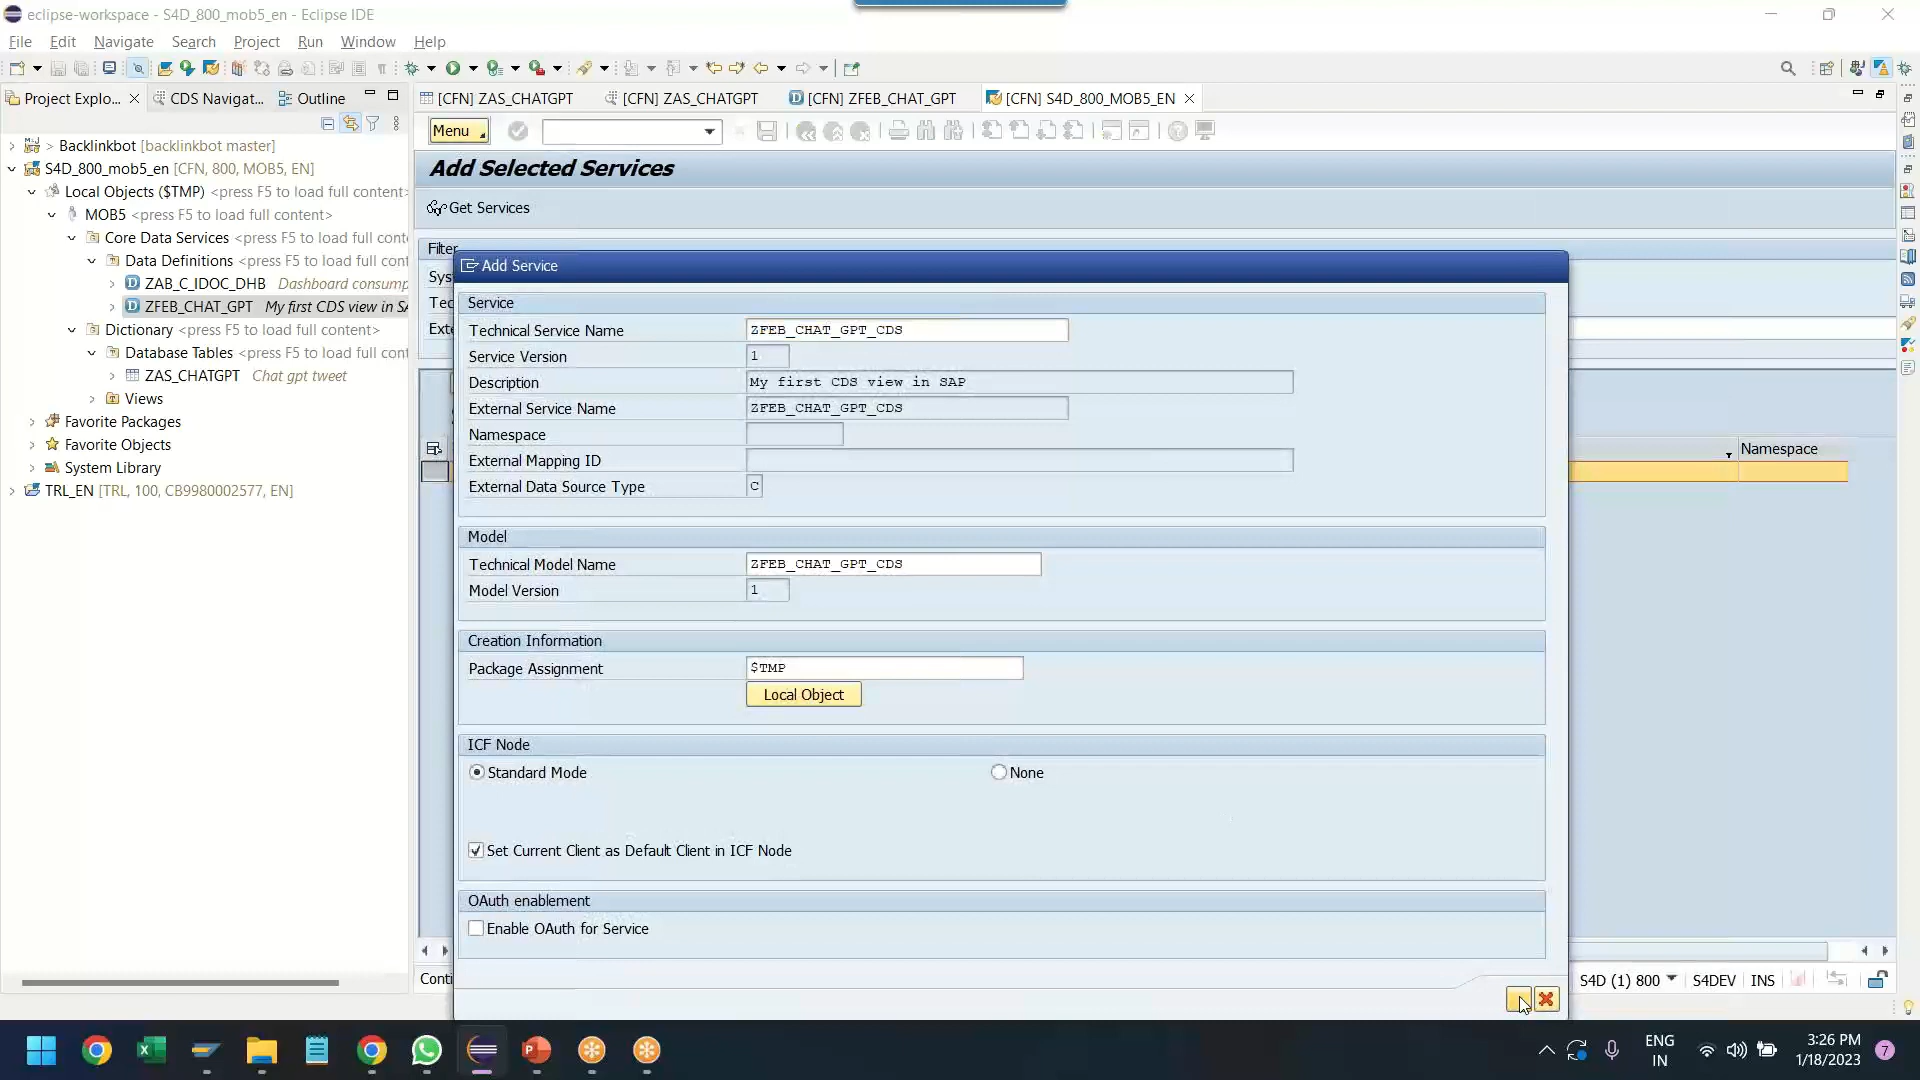 eclipse-workspace - S4D_800_mob5_en - Eclipse IDE
File Edit Navigate Search Project Run Window Help
Project Explo... CDS Navigat... Outline
[CFN] ZAS_CHATGPT [CFN] ZAS_CHATGPT [CFN] ZFEB_CHAT_GPT [CFN] S4D_800_MOB5_EN
Menu
> Backlinkbot [backlinkbot master]
S4D_800_mob5_en [CFN, 800, MOB5, EN]
Local Objects ($TMP) <press F5 to load full content>
MOB5 <press F5 to load full content>
Core Data Services <press F5 to load full cont
Data Definitions <press F5 to load full cont
ZAB_C_IDOC_DHB Dashboard consump
ZFEB_CHAT_GPT My first CDS view in SA
Dictionary <press F5 to load full content>
Database Tables <press F5 to load full cont
ZAS_CHATGPT Chat gpt tweet
Views
Favorite Packages
Favorite Objects
System Library
TRL_EN [TRL, 100, CB9980002577, EN]
Add Selected Services
Get Services
Filter
Sys
Tec
Exte
Add Service
Service
Technical Service Name ZFEB_CHAT_GPT_CDS
Service Version 1
Description My first CDS view in SAP
External Service Name ZFEB_CHAT_GPT_CDS
Namespace
External Mapping ID
External Data Source Type C
Model
Technical Model Name ZFEB_CHAT_GPT_CDS
Model Version 1
Creation Information
Package Assignment $TMP
Local Object
ICF Node
Standard Mode None
Set Current Client as Default Client in ICF Node
OAuth enablement
Enable OAuth for Service
Namespace
Conti
S4D (1) 800 S4DEV INS
ENG
IN
3:26 PM
1/18/2023
7